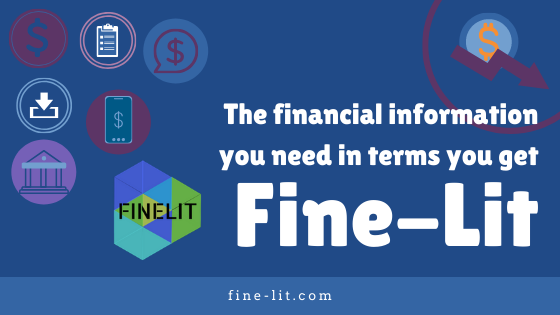 The financial information
you need in terms you get
Fine-Lit
FINELIT
fine-lit.com